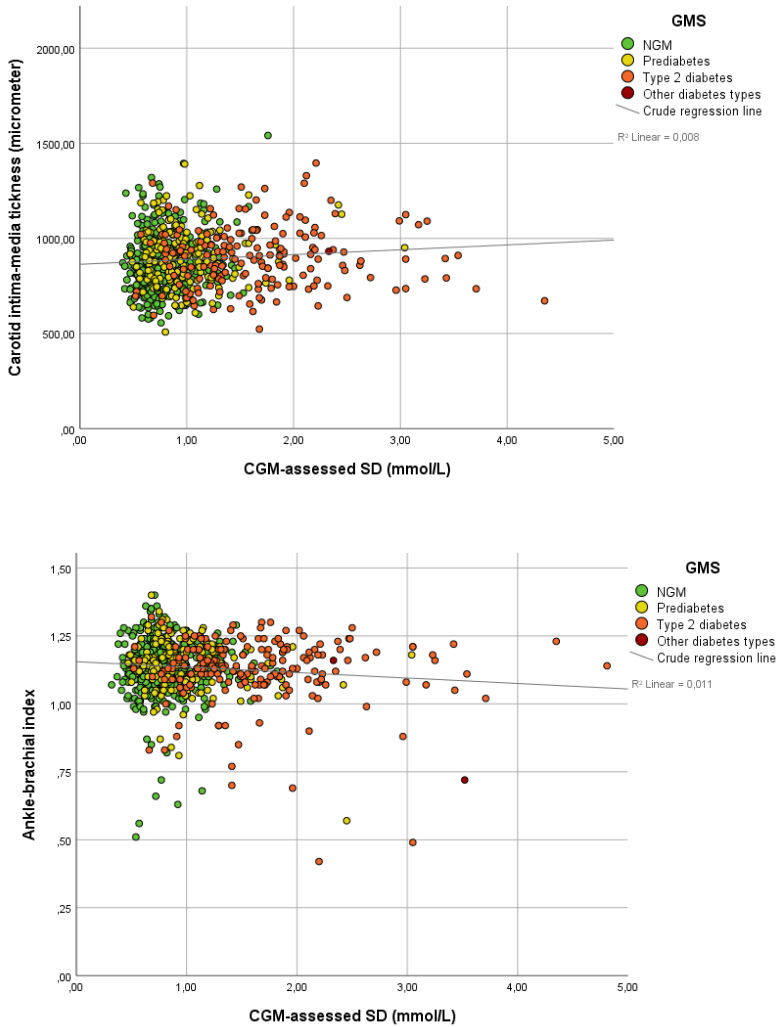 GMS
NGM
Prediabetes
Type 2 diabetes
Other diabetes types
Crude regression line
R² Linear = 0,008
Carotid intima-media tickness (micrometer)
2000,00
1500,00
1000,00
500,00
,00
,00 1,00 2,00 3,00 4,00 5,00
CGM-assessed SD (mmol/L)
GMS
NGM
Prediabetes
Type 2 diabetes
Other diabetes types
Crude regression line
R² Linear = 0,011
Ankle-brachial index
1,50
1,25
1,00
,75
,50
,25
,00
,00 1,00 2,00 3,00 4,00 5,00
CGM-assessed SD (mmol/L)